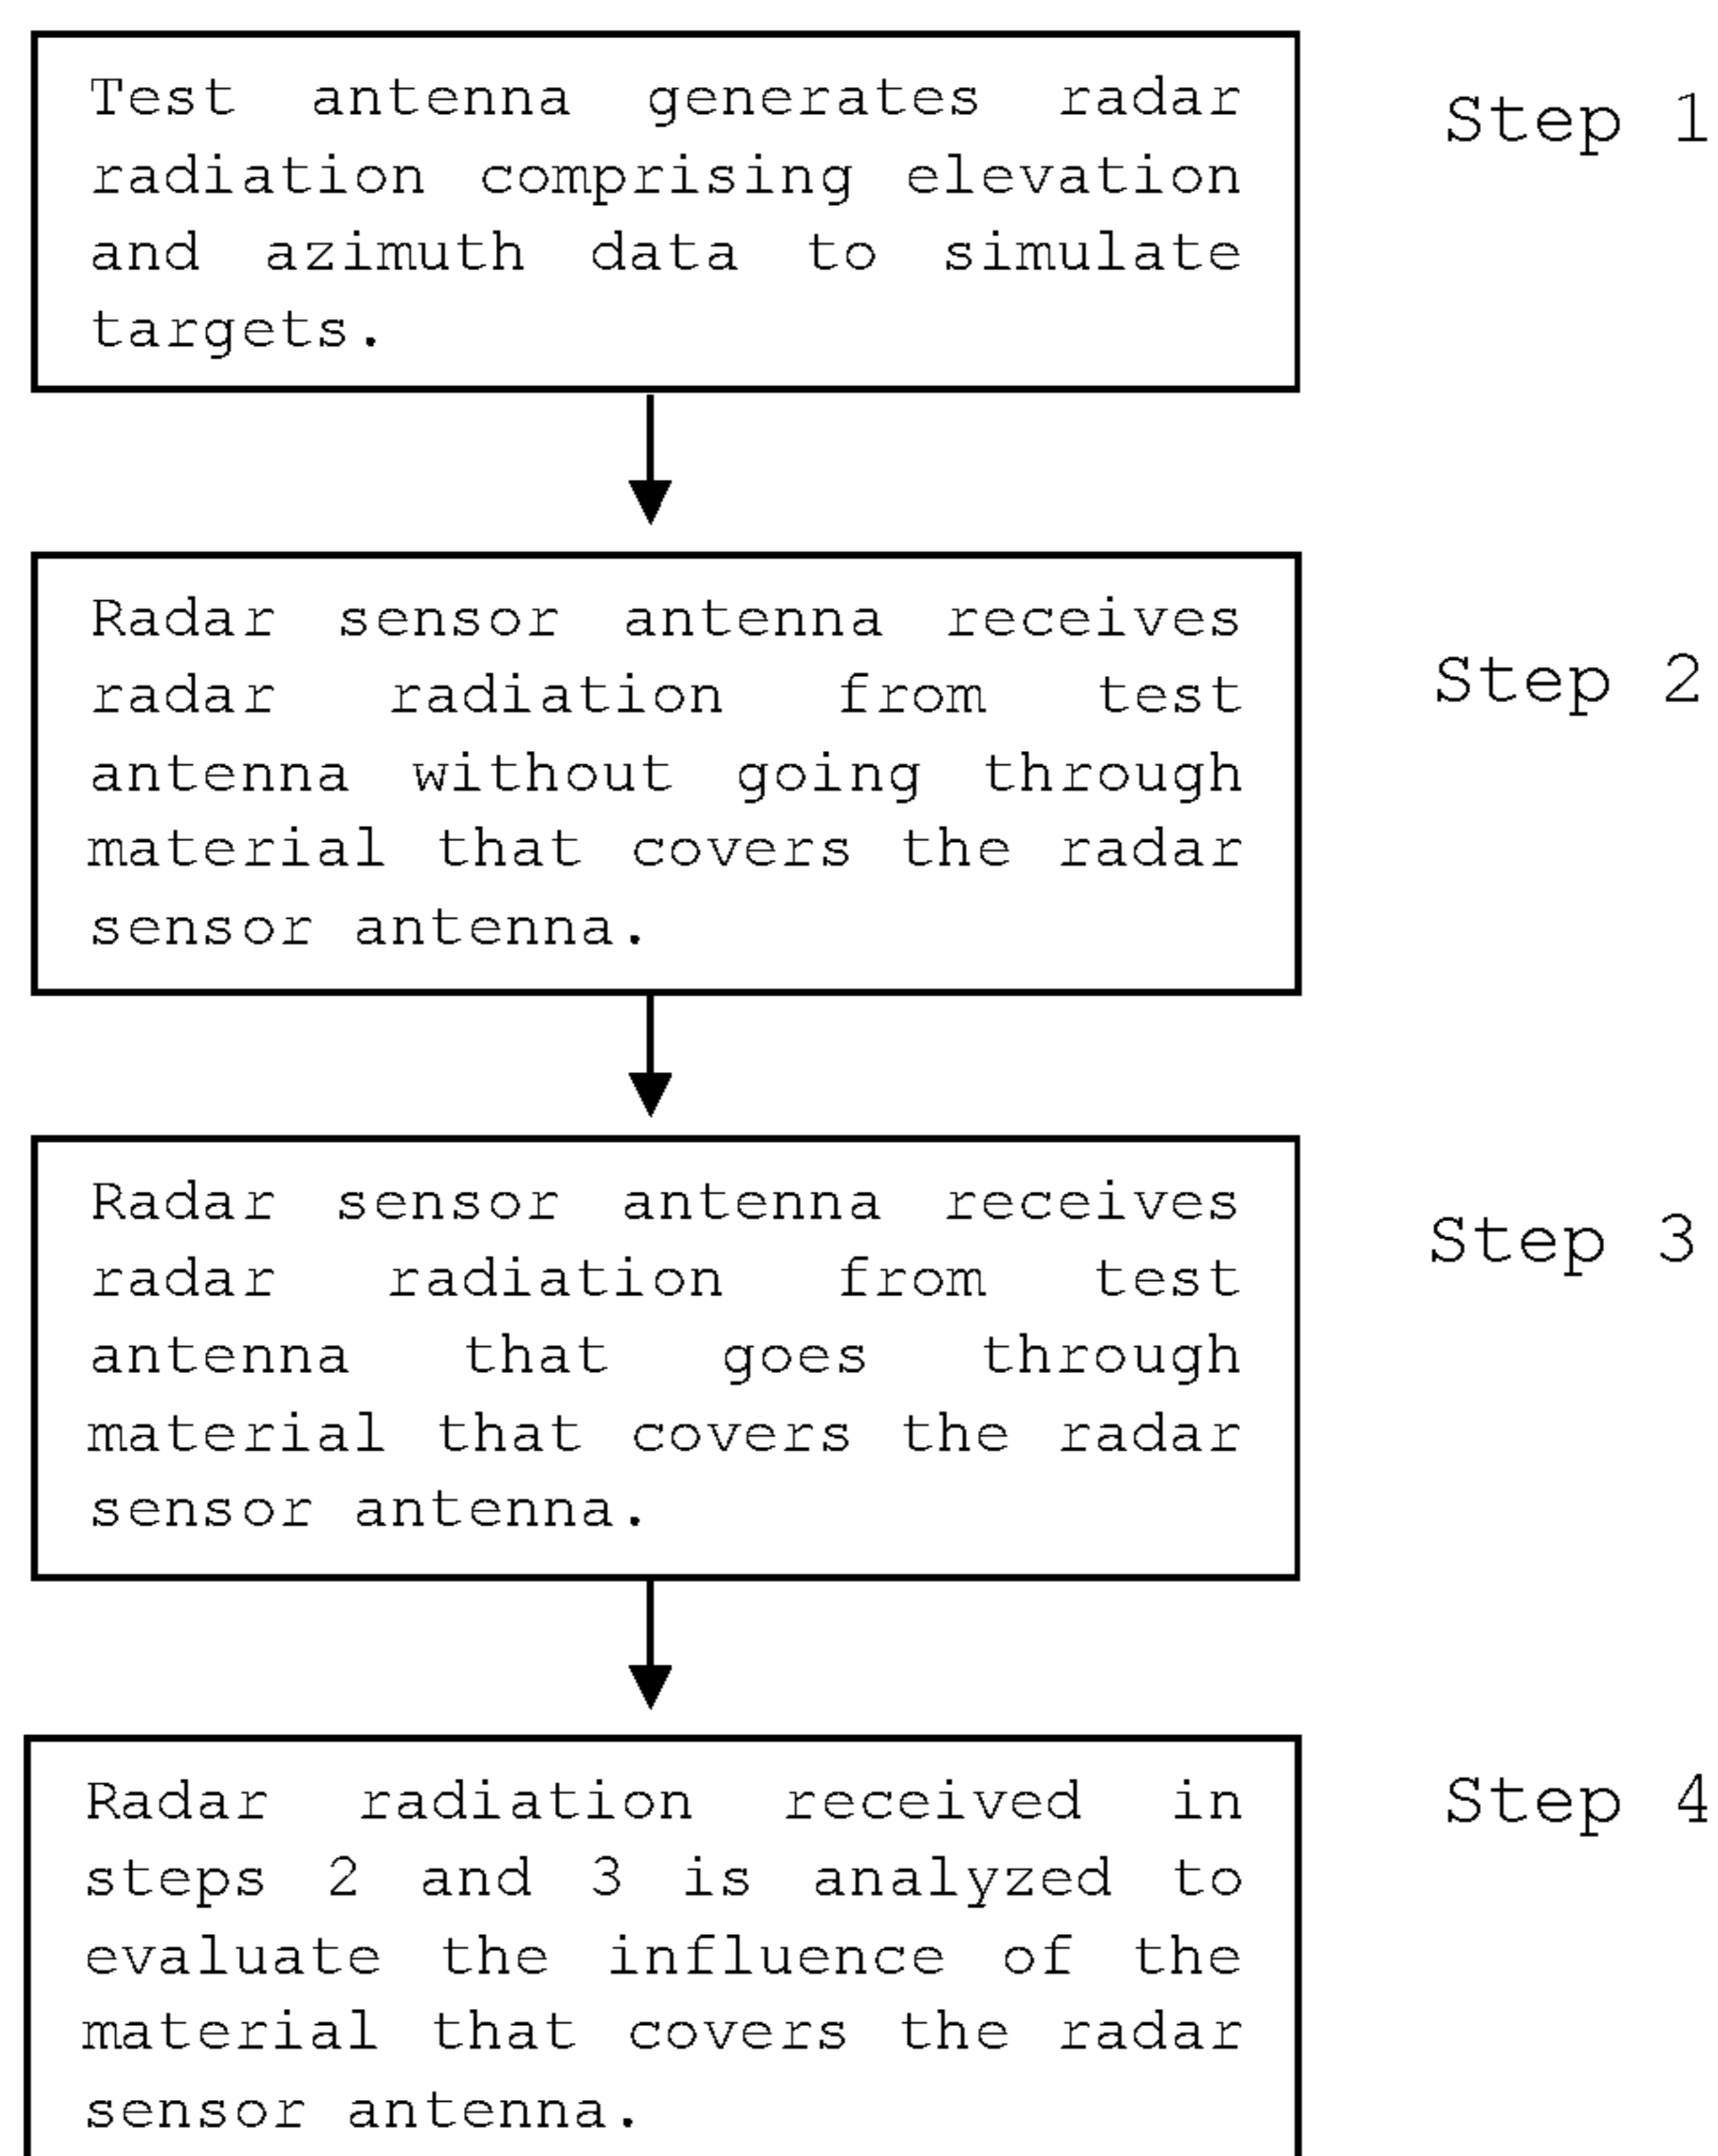 Test antenna generates radar
radiation comprising elevation
and azimuth data to simulate
targets.
Step 1
Radar sensor antenna receives
radar radiation from test
antenna without going through
material that covers the radar
sensor antenna.
Step 2
Radar sensor antenna receives
radar radiation from test
antenna that goes through
material that covers the radar
sensor antenna.
Step 3
Radar radiation received in
steps 2 and 3 is analyzed to
evaluate the influence of the
material that covers the radar
sensor antenna.
Step 4